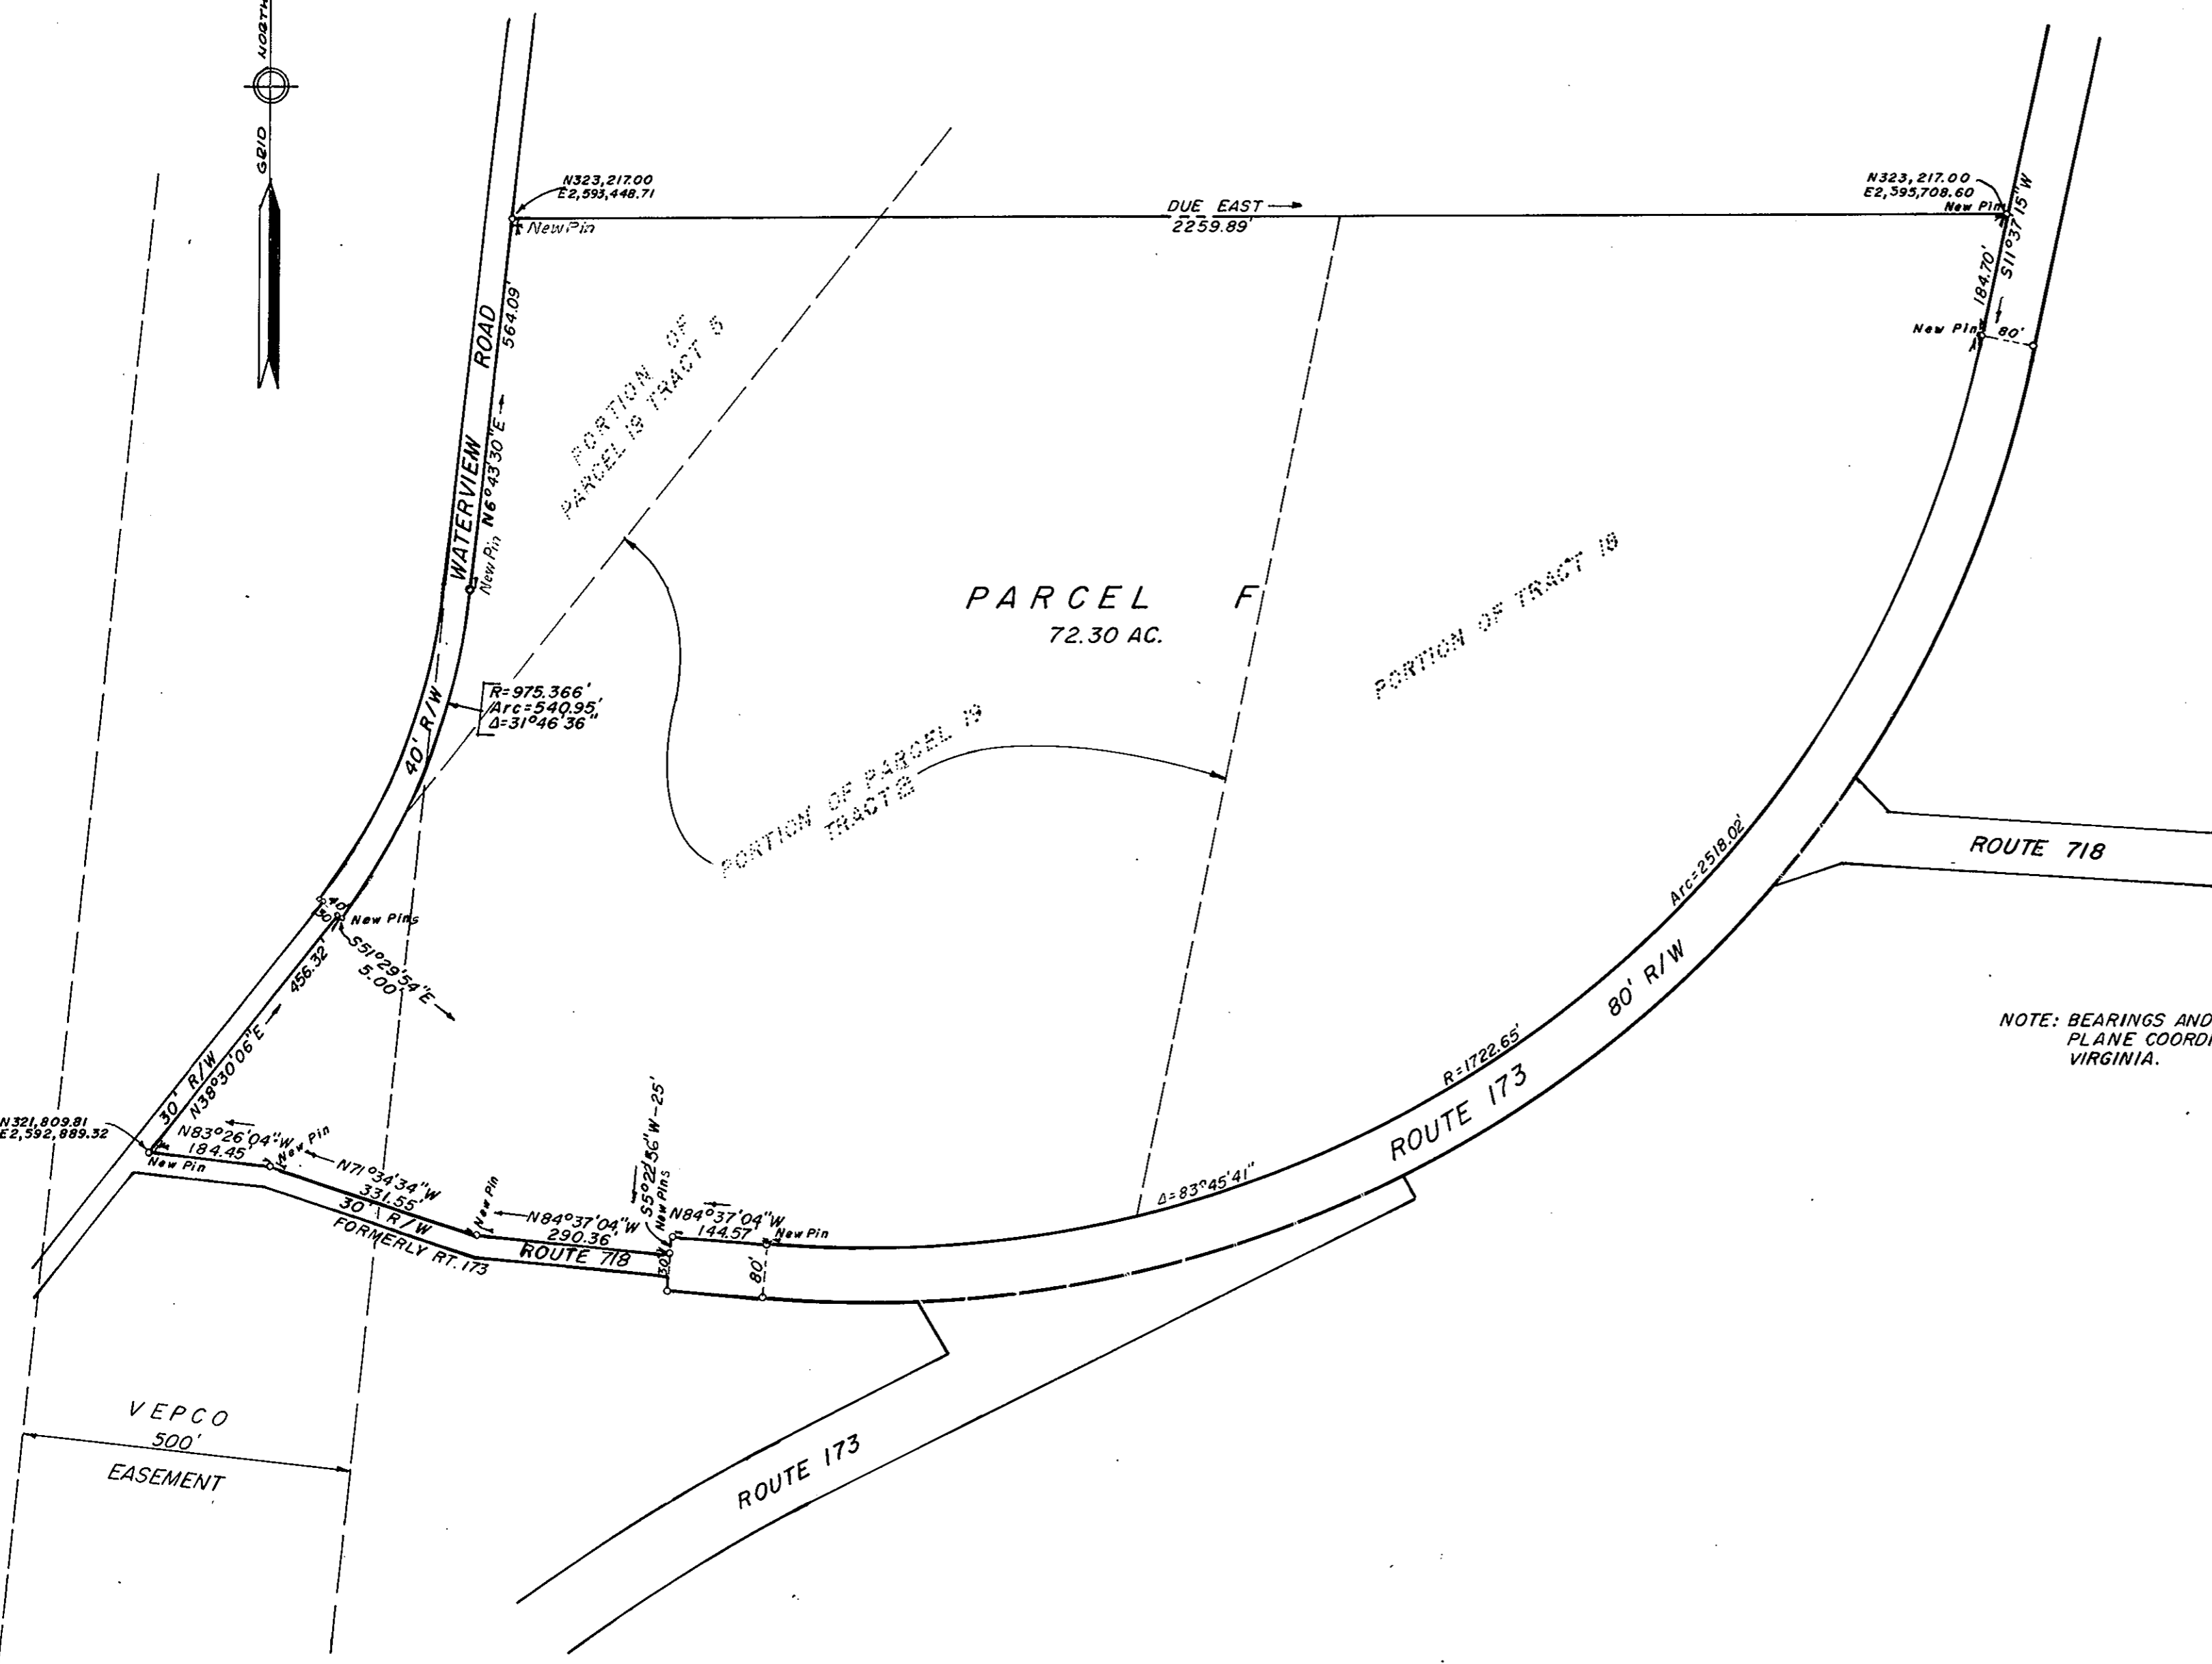 GRID NORTH
N323,217.00
E2,593,448.71
New Pin
DUE EAST
2259.89'
N323,217.00
E2,595,708.60
New Pin
S11°37'15"W
184.70'
New Pin
80'
WATERVIEW ROAD
564.09'
N6°43'30"E
New Pin
PORTION OF
PARCEL 19 TRACT 5
PARCEL F
72.30 AC.
PORTION OF TRACT 18
R=975.366'
Arc=540.95'
Δ=31°46'36"
40' R/W
PORTION OF PARCEL 19
TRACT
ROUTE 718
Arc=2518.02'
80' R/W
R=1722.65'
ROUTE 173
Δ=83°45'41"
40'
30'
New Pins
S51°29'54"E
5.00'
456.32'
N38°30'06"E
30' R/W
N321,809.81
E2,592,889.32
New Pin
N83°26'04"W
184.45'
New Pin
N71°34'34"W
331.55'
30' R/W
FORMERLY RT. 173
New Pin
N84°37'04"W
290.36'
ROUTE 718
S5°22'56"W-25'
New Pins
30'
N84°37'04"W
144.57'
New Pin
80'
NOTE: BEARINGS AND
PLANE COORDI
VIRGINIA.
VEPCO
500'
EASEMENT
ROUTE 173